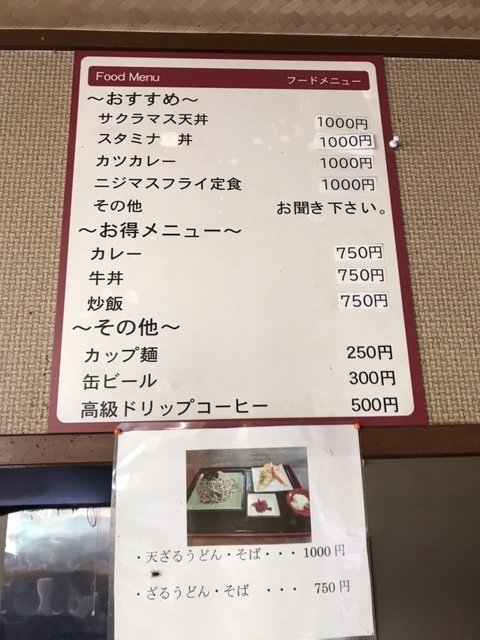 Food Menu フードメニュー
～おすすめ～
サクラマス天丼 1000円
スタミナ 丼 1000円
カツカレー 1000円
ニジマスフライ定食 1000円
その他 お聞き下さい。
～お得メニュー～
カレー 750円
牛丼 750円
炒飯 750円
～その他～
カップ麺 250円
缶ビール 300円
高級ドリップコーヒー 500円
・天ざるうどん・そば・・・1000円
・ざるうどん・そば ・・・ 750円